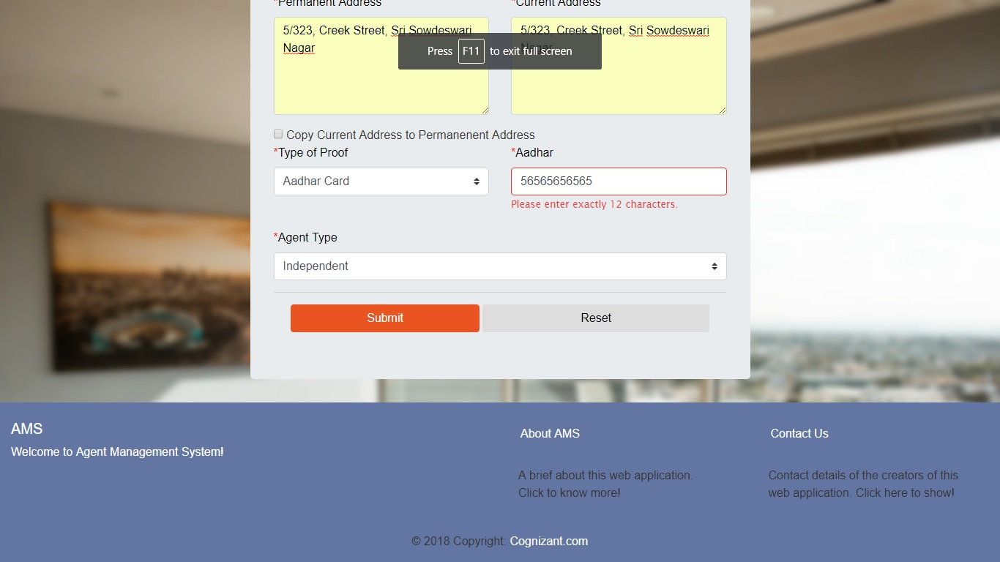 *Permanent Address
*Current Address
5/323, Creek Street, Sri Sowdeswari
Nagar
5/323, Creek Street, Sri Sowdeswari
Nagar
Press F11 to exit full screen
Copy Current Address to Permanenent Address
*Type of Proof
*Aadhar
Aadhar Card
56565656565
Please enter exactly 12 characters.
*Agent Type
Independent
Submit
Reset
AMS
Welcome to Agent Management System!
About AMS
A brief about this web application.
Click to know more!
Contact Us
Contact details of the creators of this
web application. Click here to show!
© 2018 Copyright: Cognizant.com